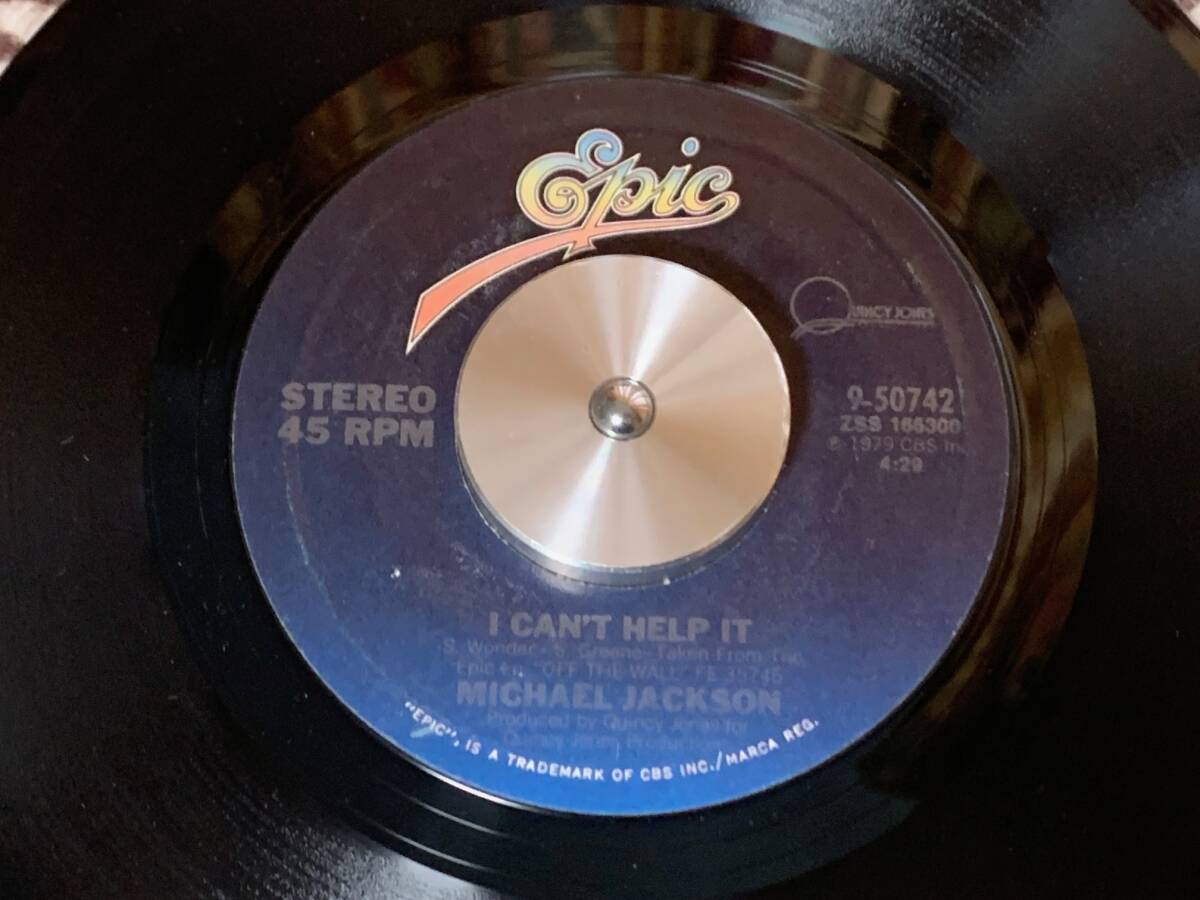 Epic
QUINCY JONES
STEREO
45 RPM
9-50742
ZSS 166300
℗ 1979 CBS Inc.
4:29
I CAN'T HELP IT
S. Wonder - S. Greene - Taken From The
Epic "OFF THE WALL" FE 35745
MICHAEL JACKSON
Produced by Quincy Jones for
Quincy Jones Productions
"EPIC", IS A TRADEMARK OF CBS INC./MARCA REG.